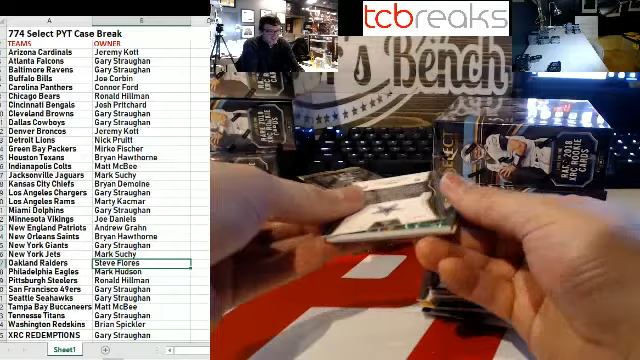 774 Select PYT Case Break
TEAMS OWNER
Arizona Cardinals Jeremy Kott
Atlanta Falcons Gary Straughan
Baltimore Ravens Gary Straughan
Buffalo Bills Joe Corbin
Carolina Panthers Connor Ford
Chicago Bears Ronald Hillman
Cincinnati Bengals Josh Pritchard
Cleveland Browns Gary Straughan
Dallas Cowboys Gary Straughan
Denver Broncos Jeremy Kott
Detroit Lions Nick Pruitt
Green Bay Packers Mirko Fischer
Houston Texans Bryan Hawthorne
Indianapolis Colts Matt McBee
Jacksonville Jaguars Mark Suchy
Kansas City Chiefs Bryan Demoine
Los Angeles Chargers Gary Straughan
Los Angeles Rams Marty Kacmar
Miami Dolphins Gary Straughan
Minnesota Vikings Joe Daniels
New England Patriots Andrew Grahn
New Orleans Saints Bryan Hawthorne
New York Giants Gary Straughan
New York Jets Mark Suchy
Oakland Raiders Steve Flores
Philadelphia Eagles Mark Hudson
Pittsburgh Steelers Ronald Hillman
San Francisco 49ers Gary Straughan
Seattle Seahawks Gary Straughan
Tampa Bay Buccaneers Matt McBee
Tennessee Titans Gary Straughan
Washington Redskins Brian Spickler
XRC REDEMPTIONS Gary Straughan
Sheet1
tcbreaks
Bench
RARE 2018
XRC ROOKIE
CARDS